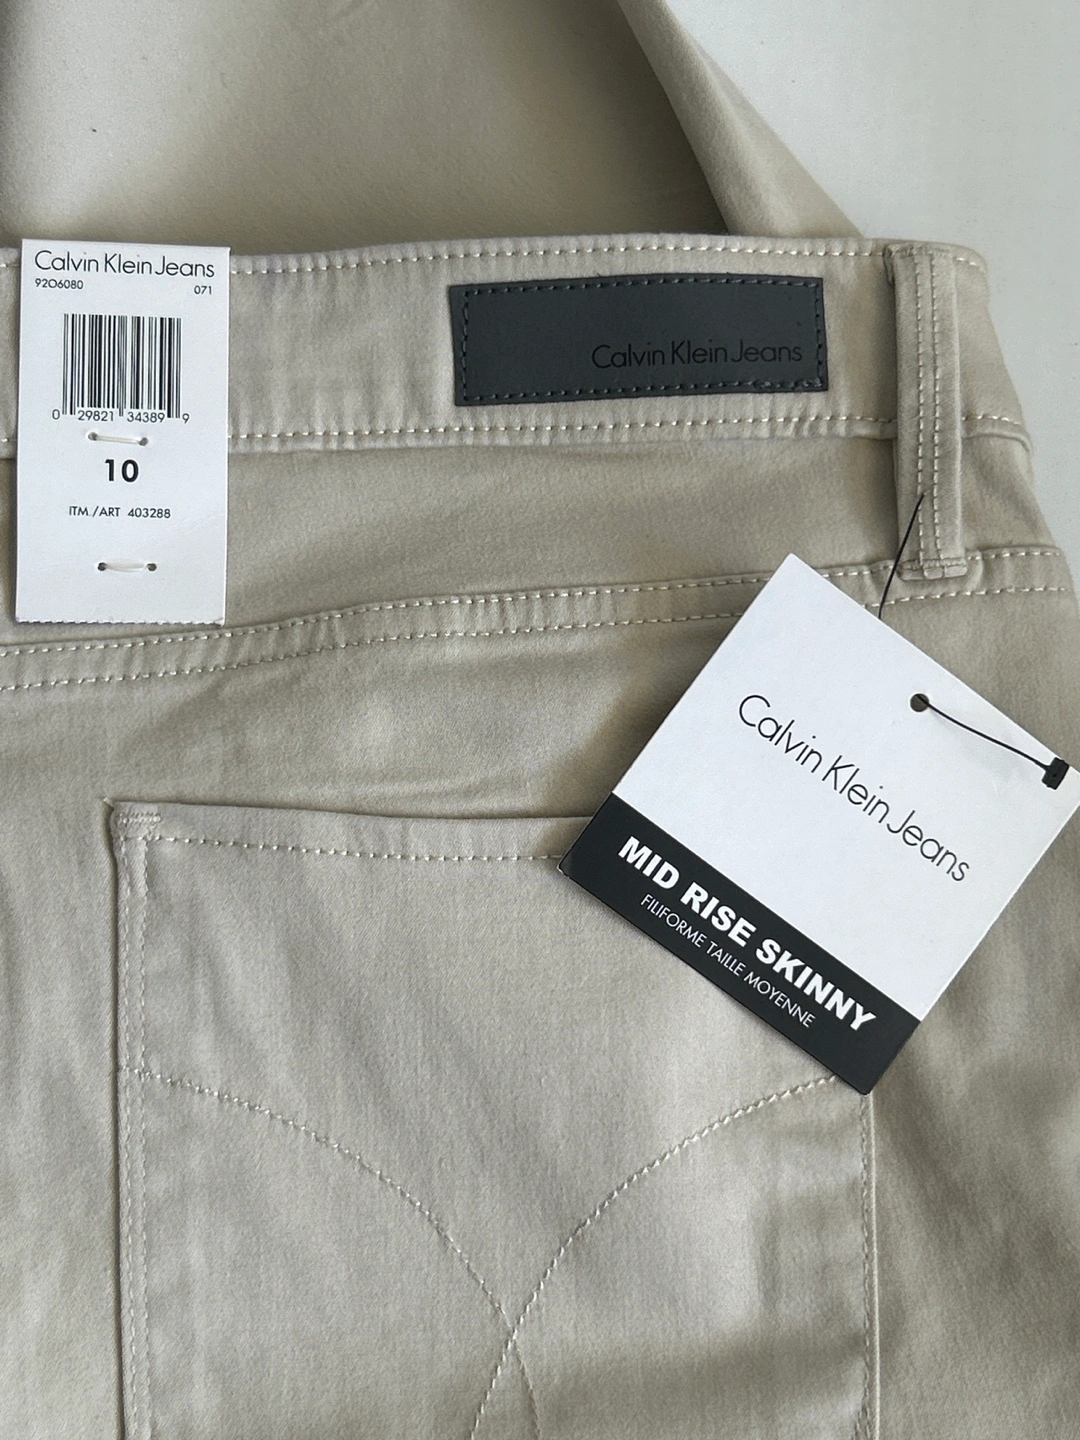 Calvin Klein Jeans
9206080 071
0 29821 34389 9
10
ITM./ART 403288
Calvin Klein Jeans
Calvin Klein Jeans
MID RISE SKINNY
FILIFORME TAILLE MOYENNE